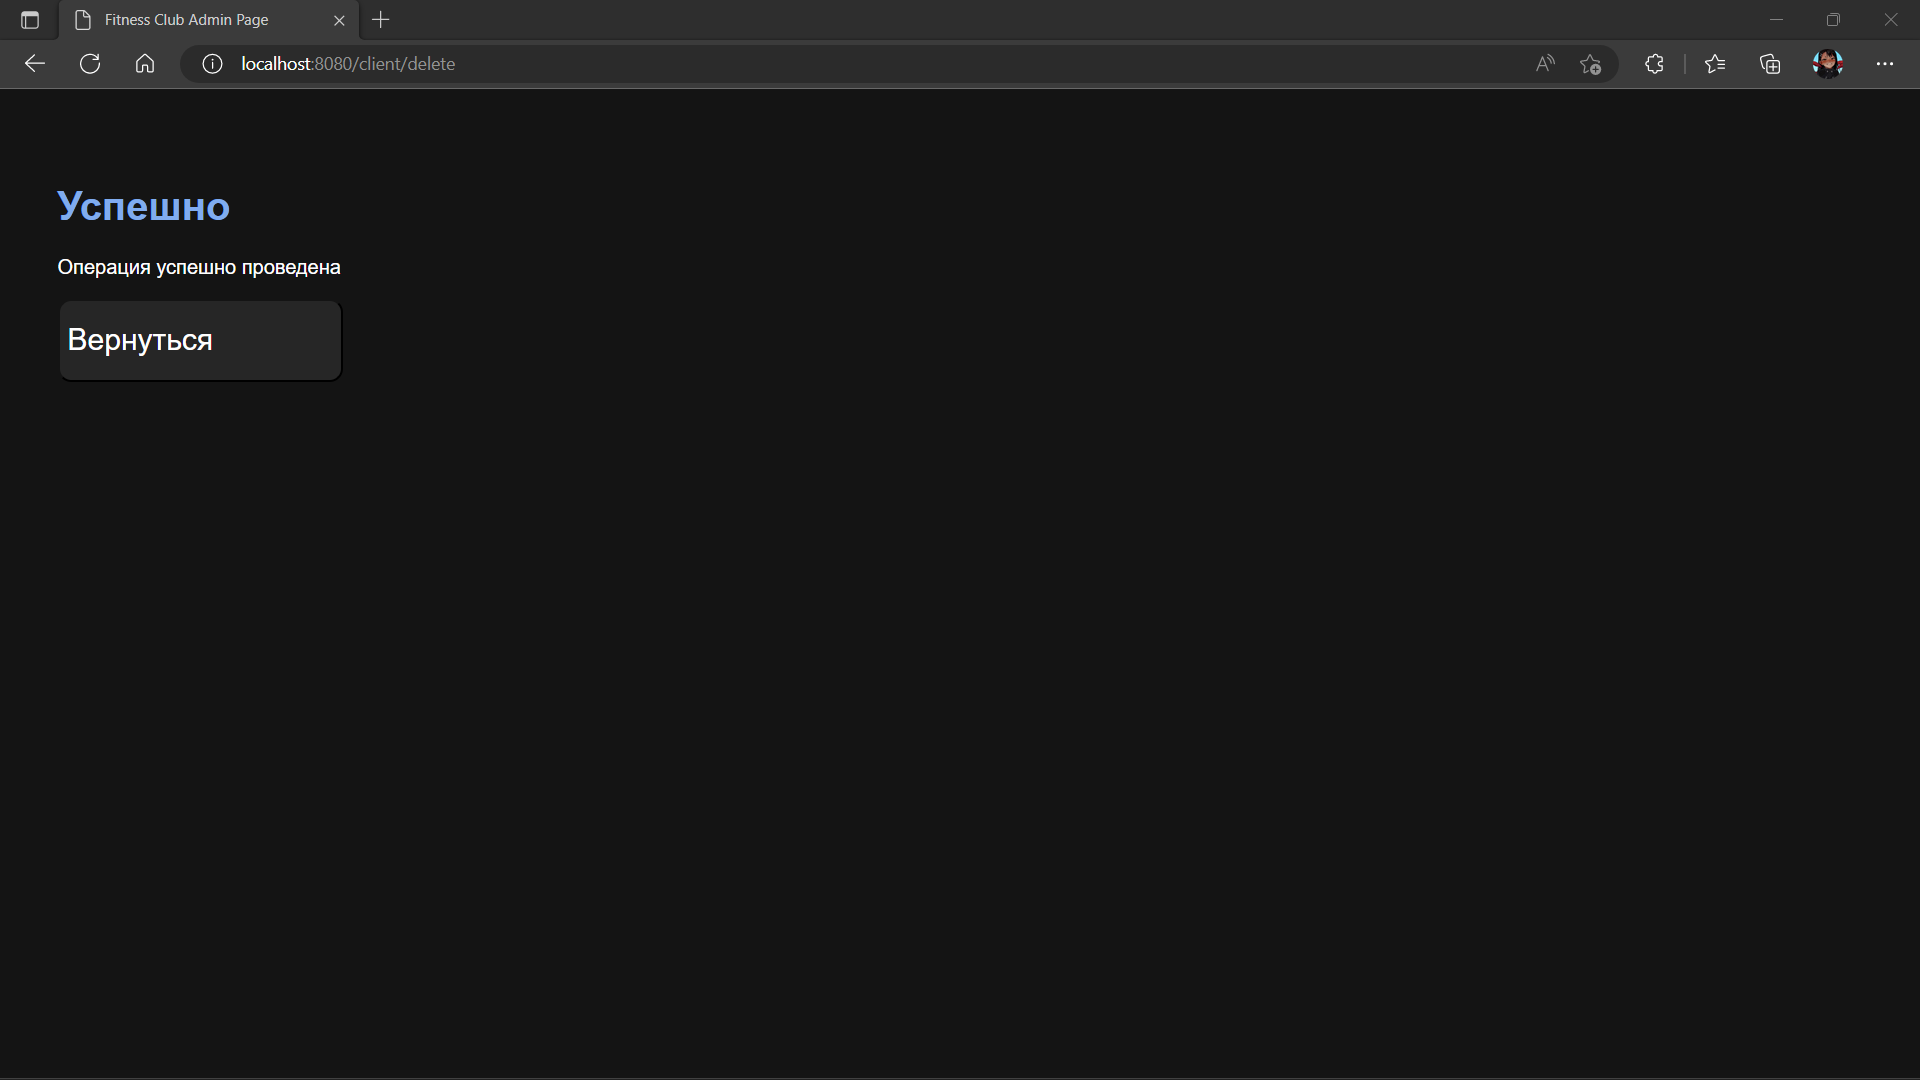 Fitness Club Admin Page
localhost:8080/client/delete
Успешно
Операция успешно проведена
Вернуться